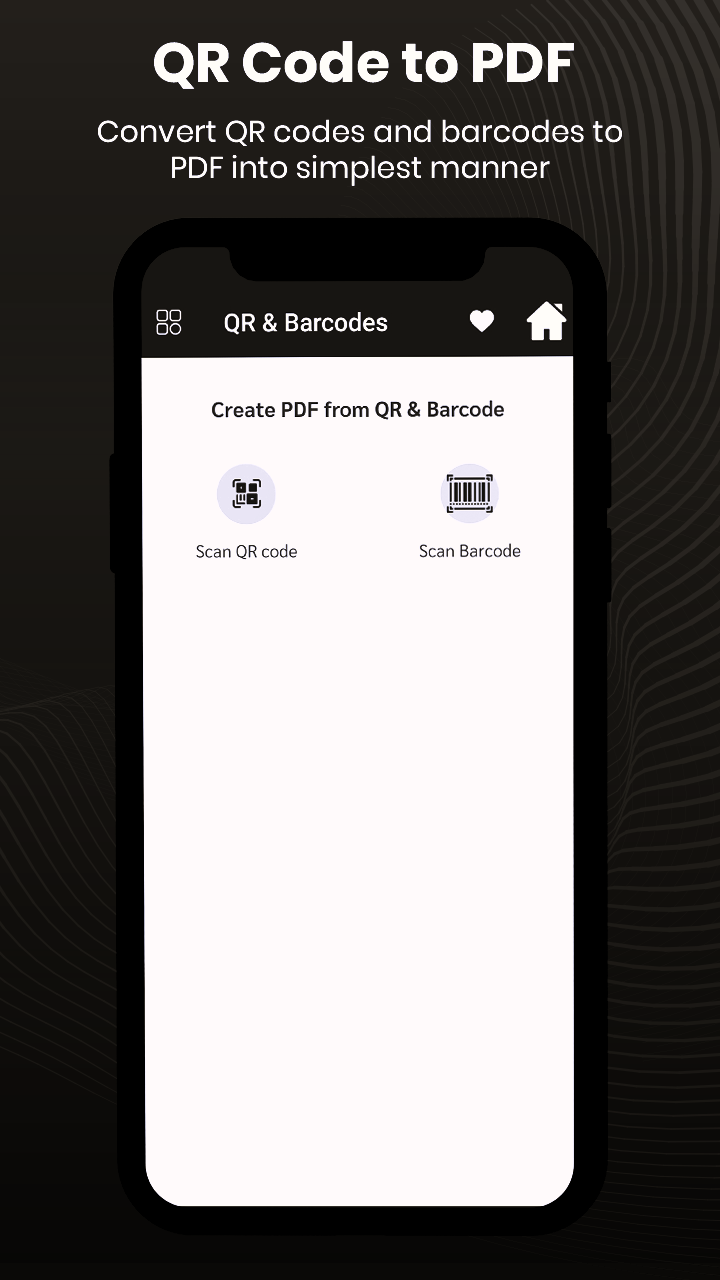 QR Code to PDF
Convert QR codes and barcodes to
PDF into simplest manner
QR & Barcodes
Create PDF from QR & Barcode
Scan QR code
Scan Barcode